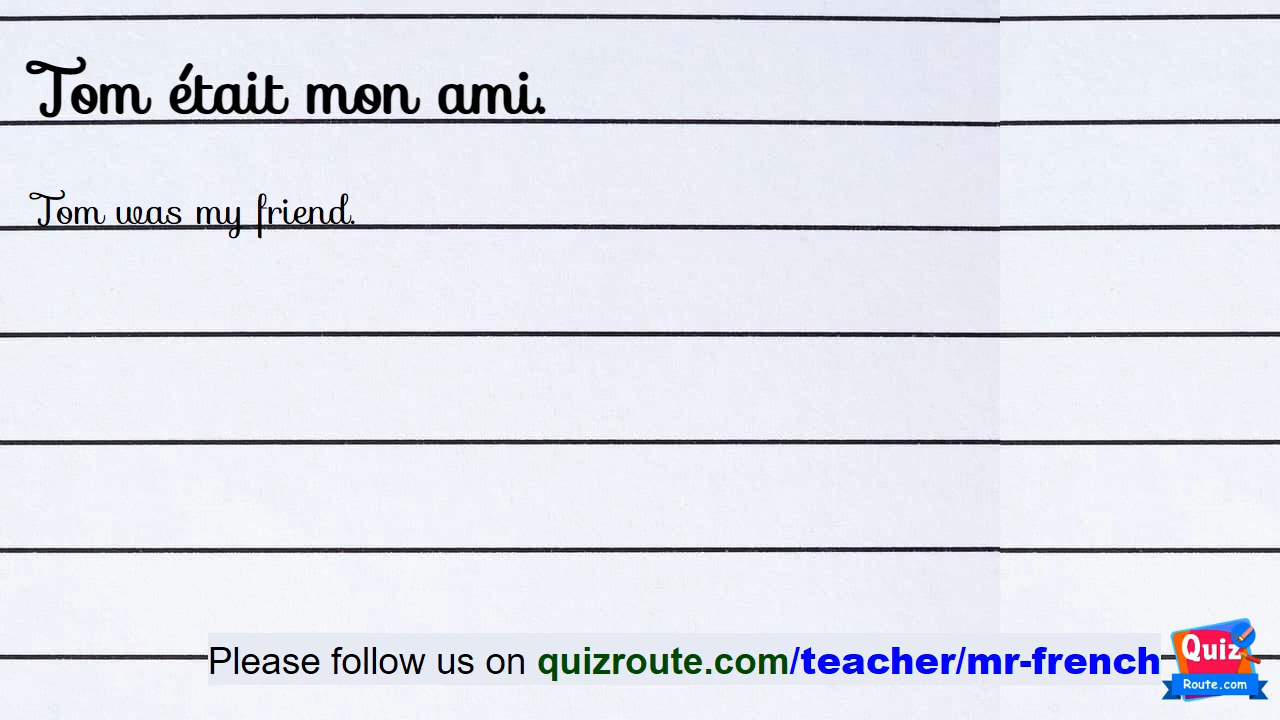 Tom était mon ami.
Tom was my friend.
Please follow us on quizroute.com/teacher/mr-french
Quiz
Route.com